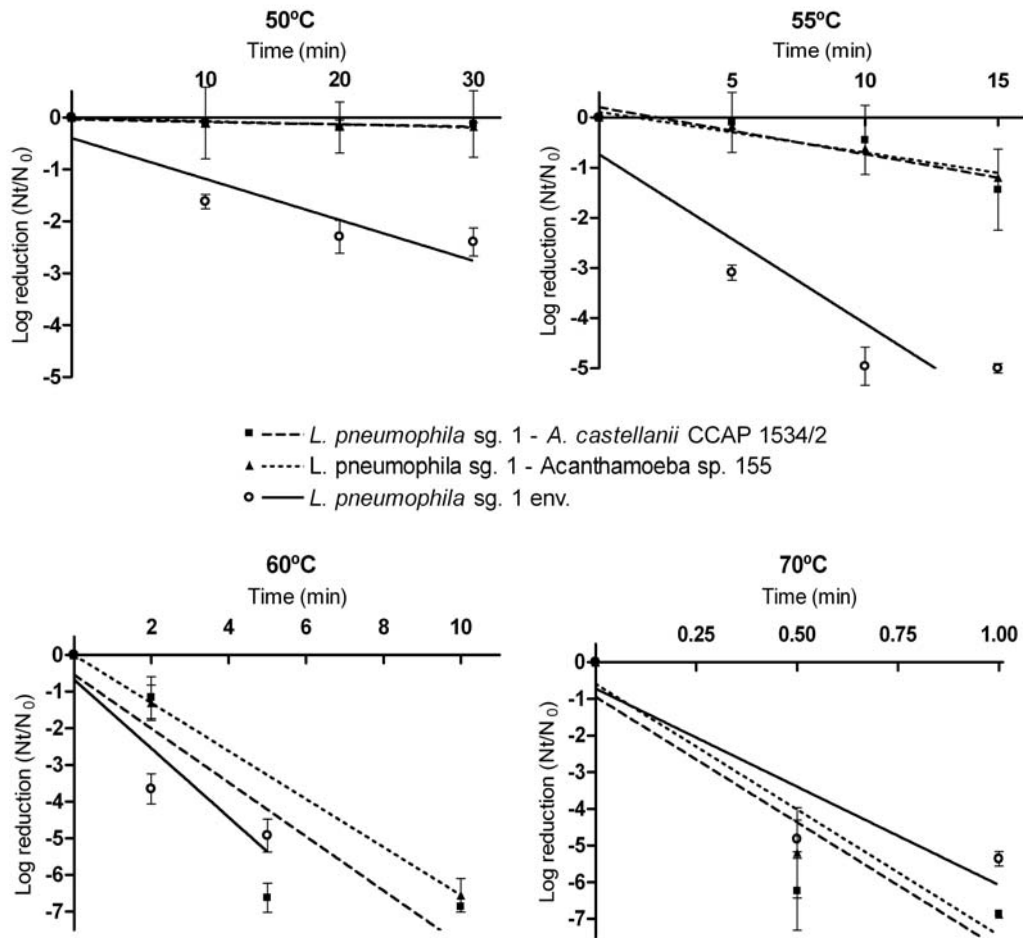 50ºC
Time (min)
10 20 30
Log reduction (Nt/N0)
0
-1
-2
-3
-4
-5
55ºC
Time (min)
5 10 15
Log reduction (Nt/N0)
0
-1
-2
-3
-4
-5
L. pneumophila sg. 1 - A. castellanii CCAP 1534/2
L. pneumophila sg. 1 - Acanthamoeba sp. 155
L. pneumophila sg. 1 env.
60ºC
Time (min)
2 4 6 8 10
Log reduction (Nt/N0)
0
-1
-2
-3
-4
-5
-6
-7
70ºC
Time (min)
0.25 0.50 0.75 1.00
Log reduction (Nt/N0)
0
-1
-2
-3
-4
-5
-6
-7